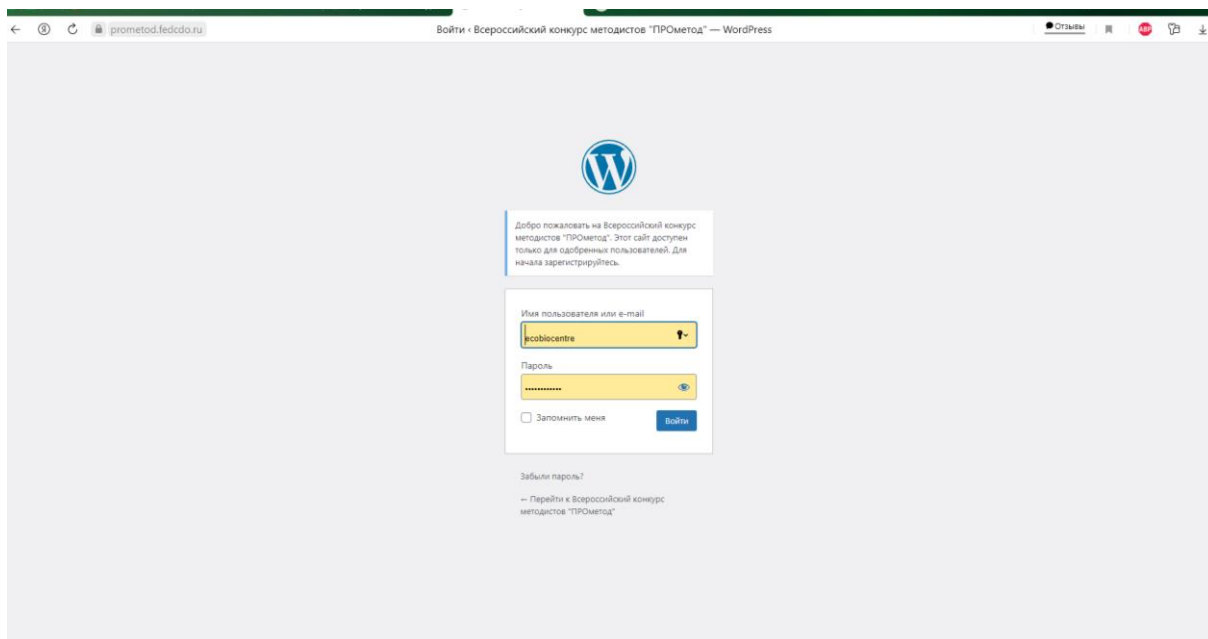 prometod.fedcdo.ru
Войти ‹ Всероссийский конкурс методистов "ПРОметод" — WordPress
Отзывы
ABP
Добро пожаловать на Всероссийский конкурс
методистов "ПРОметод". Этот сайт доступен
только для одобренных пользователей. Для
начала зарегистрируйтесь.
Имя пользователя или e-mail
ecobiocentre
Пароль
••••••••••••
Запомнить меня
Войти
Забыли пароль?
← Перейти к Всероссийский конкурс
методистов "ПРОметод"